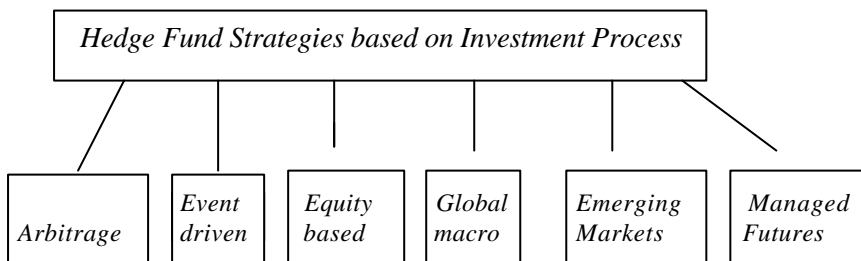 Hedge Fund Strategies based on Investment Process
Arbitrage
Event
driven
Equity
based
Global
macro
Emerging
Markets
Managed
Futures